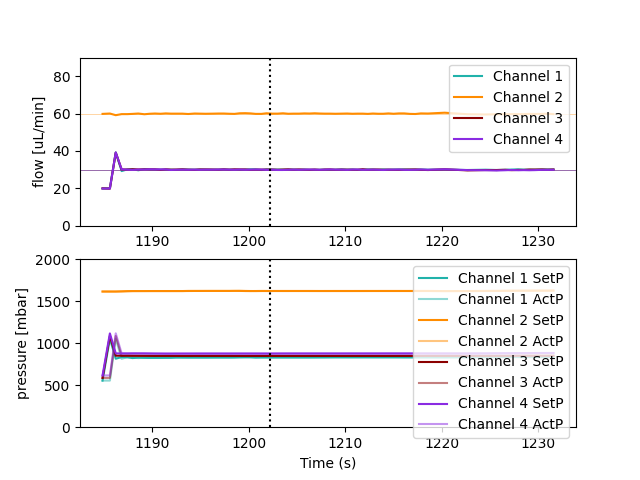 flow [uL/min]
80
60
40
20
0
Channel 1
Channel 2
Channel 3
Channel 4
1190 1200 1210 1220 1230
pressure [mbar]
2000
1500
1000
500
0
Channel 1 SetP
Channel 1 ActP
Channel 2 SetP
Channel 2 ActP
Channel 3 SetP
Channel 3 ActP
Channel 4 SetP
Channel 4 ActP
1190 1200 1210 1220 1230
Time (s)